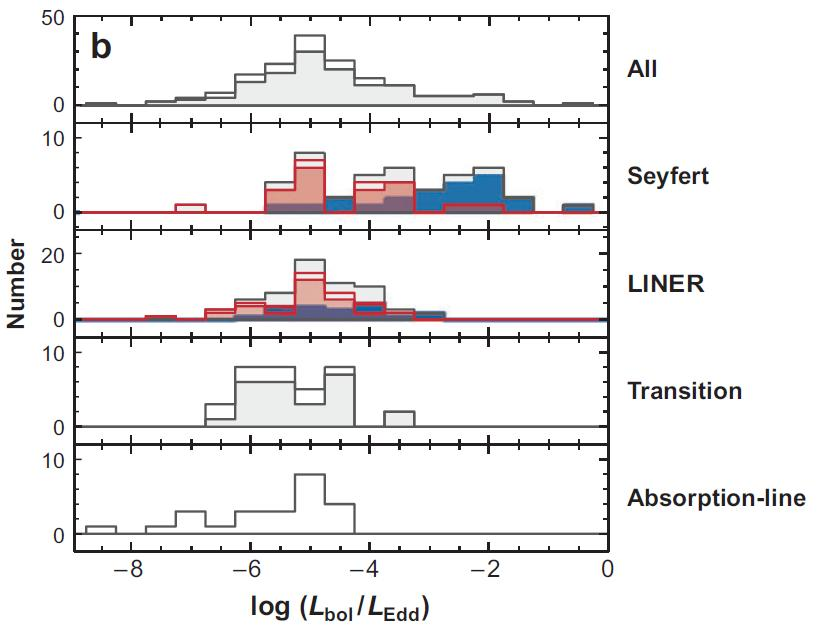 b
50
0
All
10
0
Seyfert
20
0
LINER
10
0
Transition
10
0
Absorption-line
Number
−8 −6 −4 −2 0
log (Lbol/LEdd)